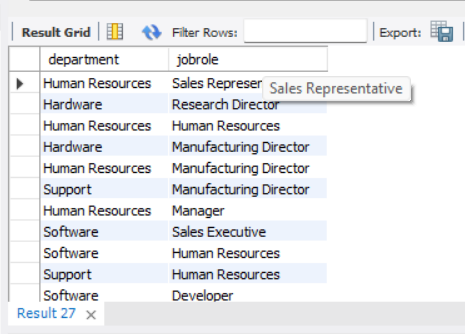 Result Grid Filter Rows: Export:
department jobrole
Human Resources Sales Represer
Sales Representative
Hardware Research Director
Human Resources Human Resources
Hardware Manufacturing Director
Human Resources Manufacturing Director
Support Manufacturing Director
Human Resources Manager
Software Sales Executive
Software Human Resources
Support Human Resources
Software Developer
Result 27 ×